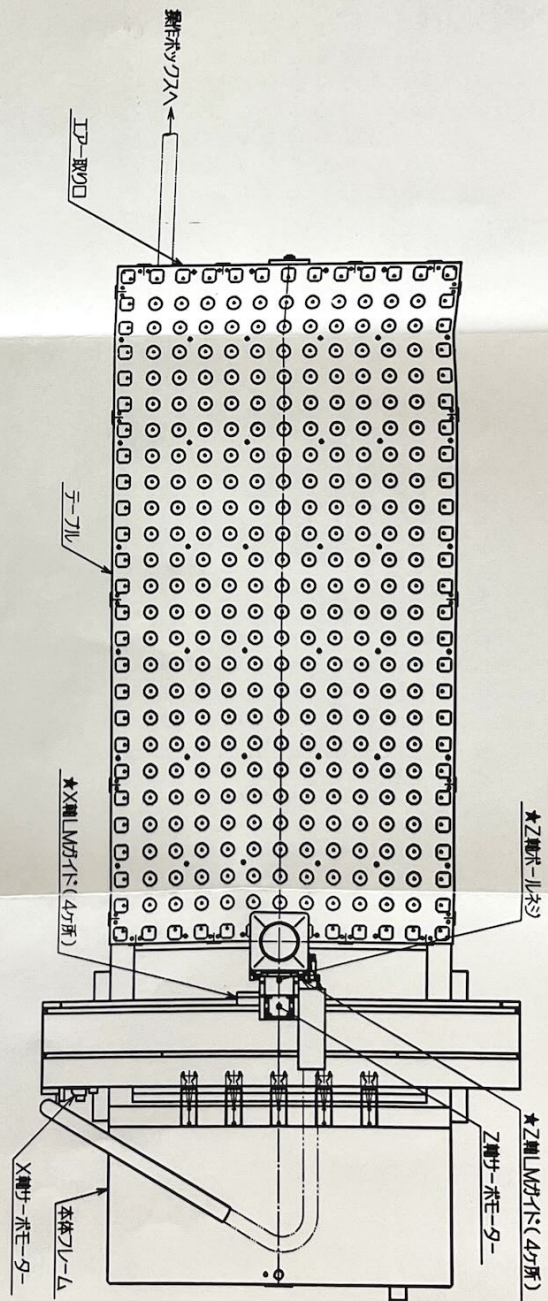 操作ボックスへ
エアー取り口
テーブル
★X軸LMガイド(4ヶ所)
★Z軸ボールネジ
★Z軸LMガイド(4ヶ所)
Z軸サーボモーター
本体フレーム
X軸サーボモーター